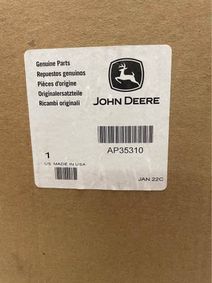 Genuine Parts
Repuestos genuinos
Pièces d'origine
Originalersatzteile
Ricambi originali
JOHN DEERE
AP35310
1
US MADE IN USA
JAN 22C